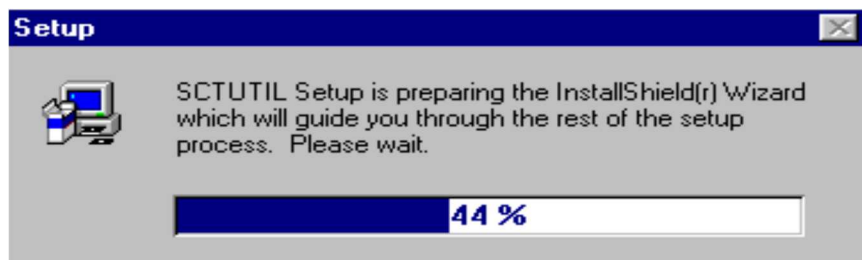 Setup
SCTUTIL Setup is preparing the InstallShield(r) Wizard
which will guide you through the rest of the setup
process.  Please wait.
44 %